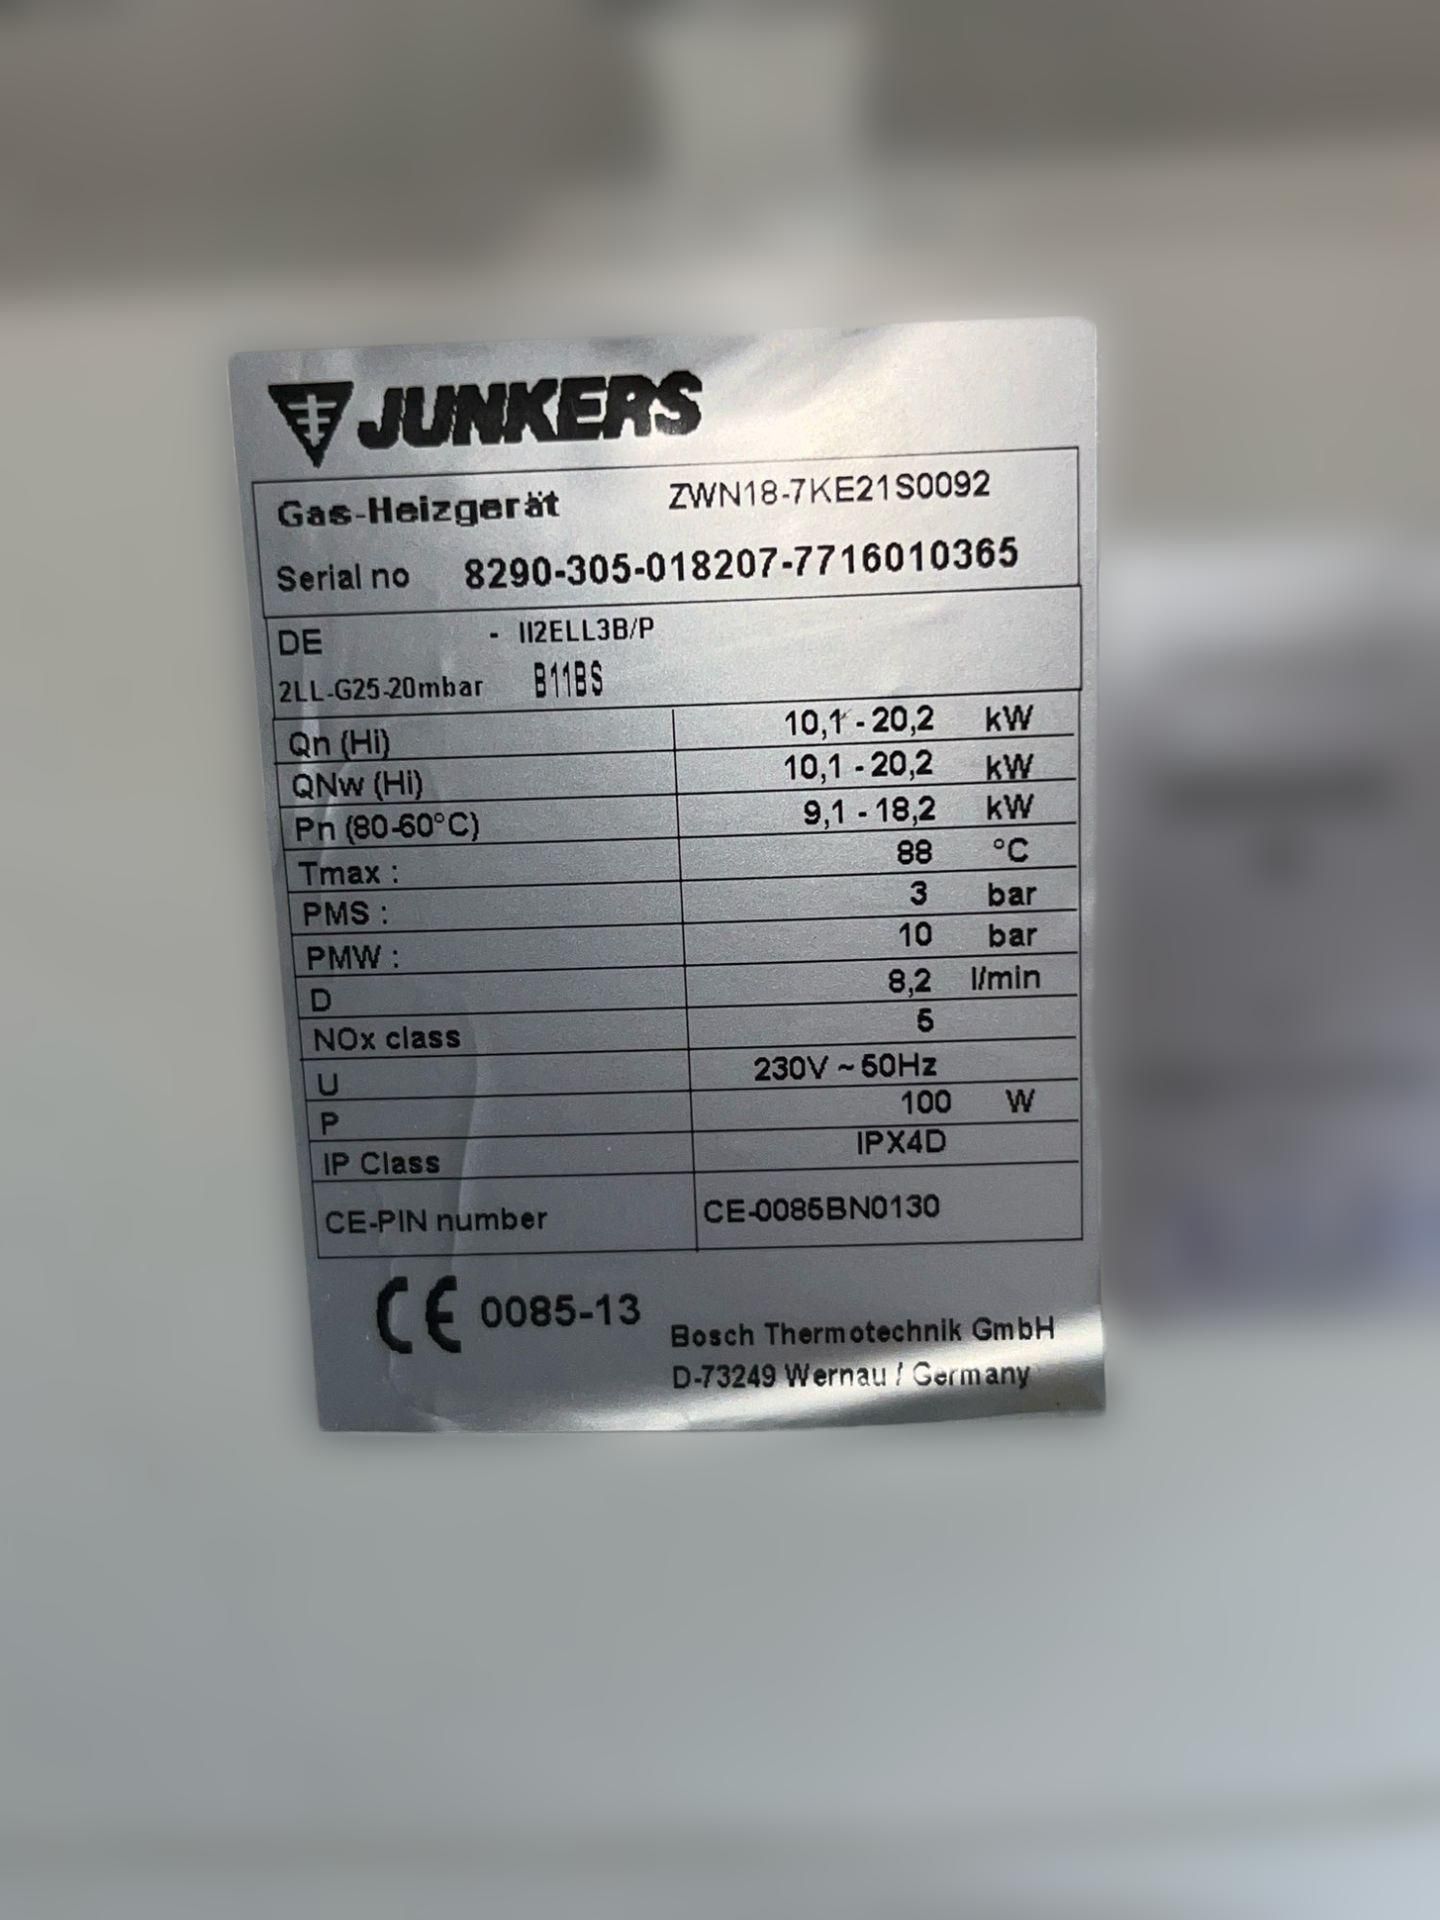 JUNKERS
Gas-Heizgerät ZWN18-7KE21S0092
Serial no 8290-305-018207-7716010365
DE - II2ELL3B/P
2LL-G25-20mbar B11BS
Qn (Hi) 10,1 - 20,2 kW
QNw (Hi) 10,1 - 20,2 kW
Pn (80-60°C) 9,1 - 18,2 kW
Tmax : 88 °C
PMS : 3 bar
PMW : 10 bar
D 8,2 l/min
NOx class 5
U 230V ~ 50Hz
P 100 W
IP Class IPX4D
CE-PIN number CE-0085BN0130
CE 0085-13
Bosch Thermotechnik GmbH
D-73249 Wernau / Germany